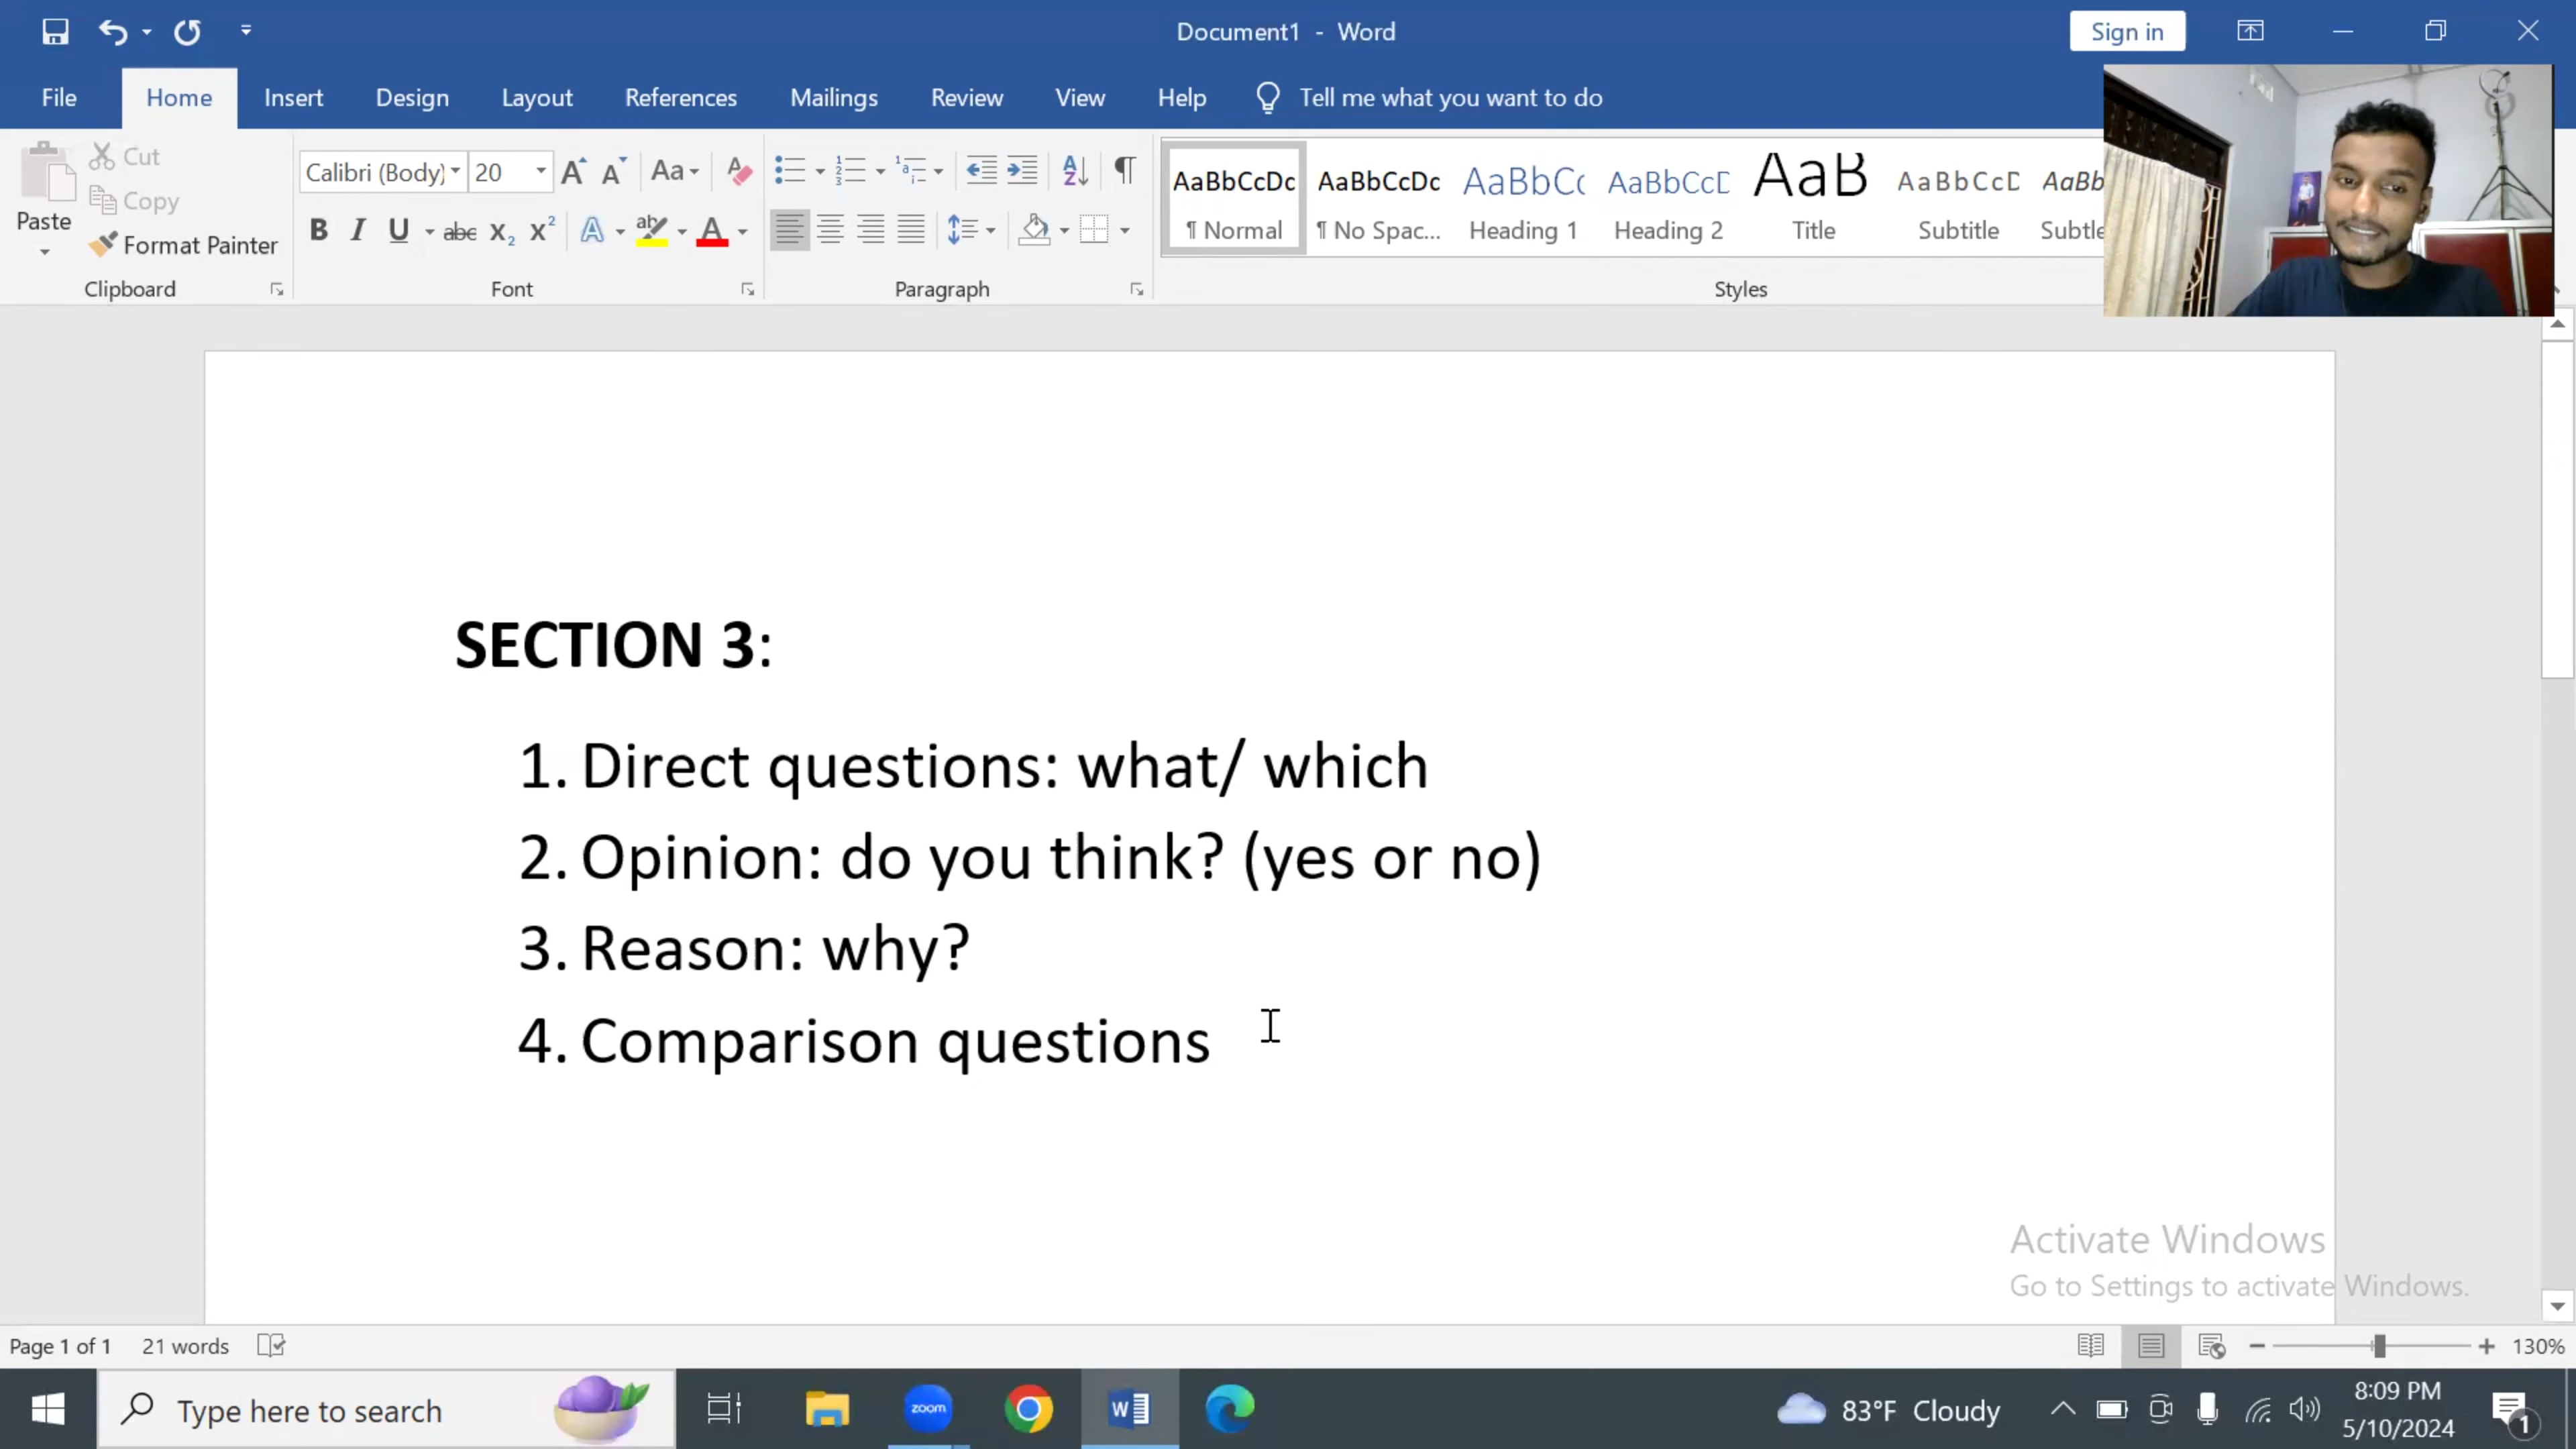 Document1 - Word
Sign in
File Home Insert Design Layout References Mailings Review View Help Tell me what you want to do
Paste
Cut
Copy
Format Painter
Clipboard
Calibri (Body) 20
Font
Paragraph
AaBbCcDc AaBbCcDc AaBbCc AaBbCcD AaB AaBbCcD AaBb
¶ Normal ¶ No Spac... Heading 1 Heading 2 Title Subtitle Subtle
Styles
SECTION 3:
1. Direct questions: what/ which
2. Opinion: do you think? (yes or no)
3. Reason: why?
4. Comparison questions
Activate Windows
Go to Settings to activate Windows.
Page 1 of 1 21 words
130%
Type here to search
zoom
83°F Cloudy
8:09 PM
5/10/2024
1